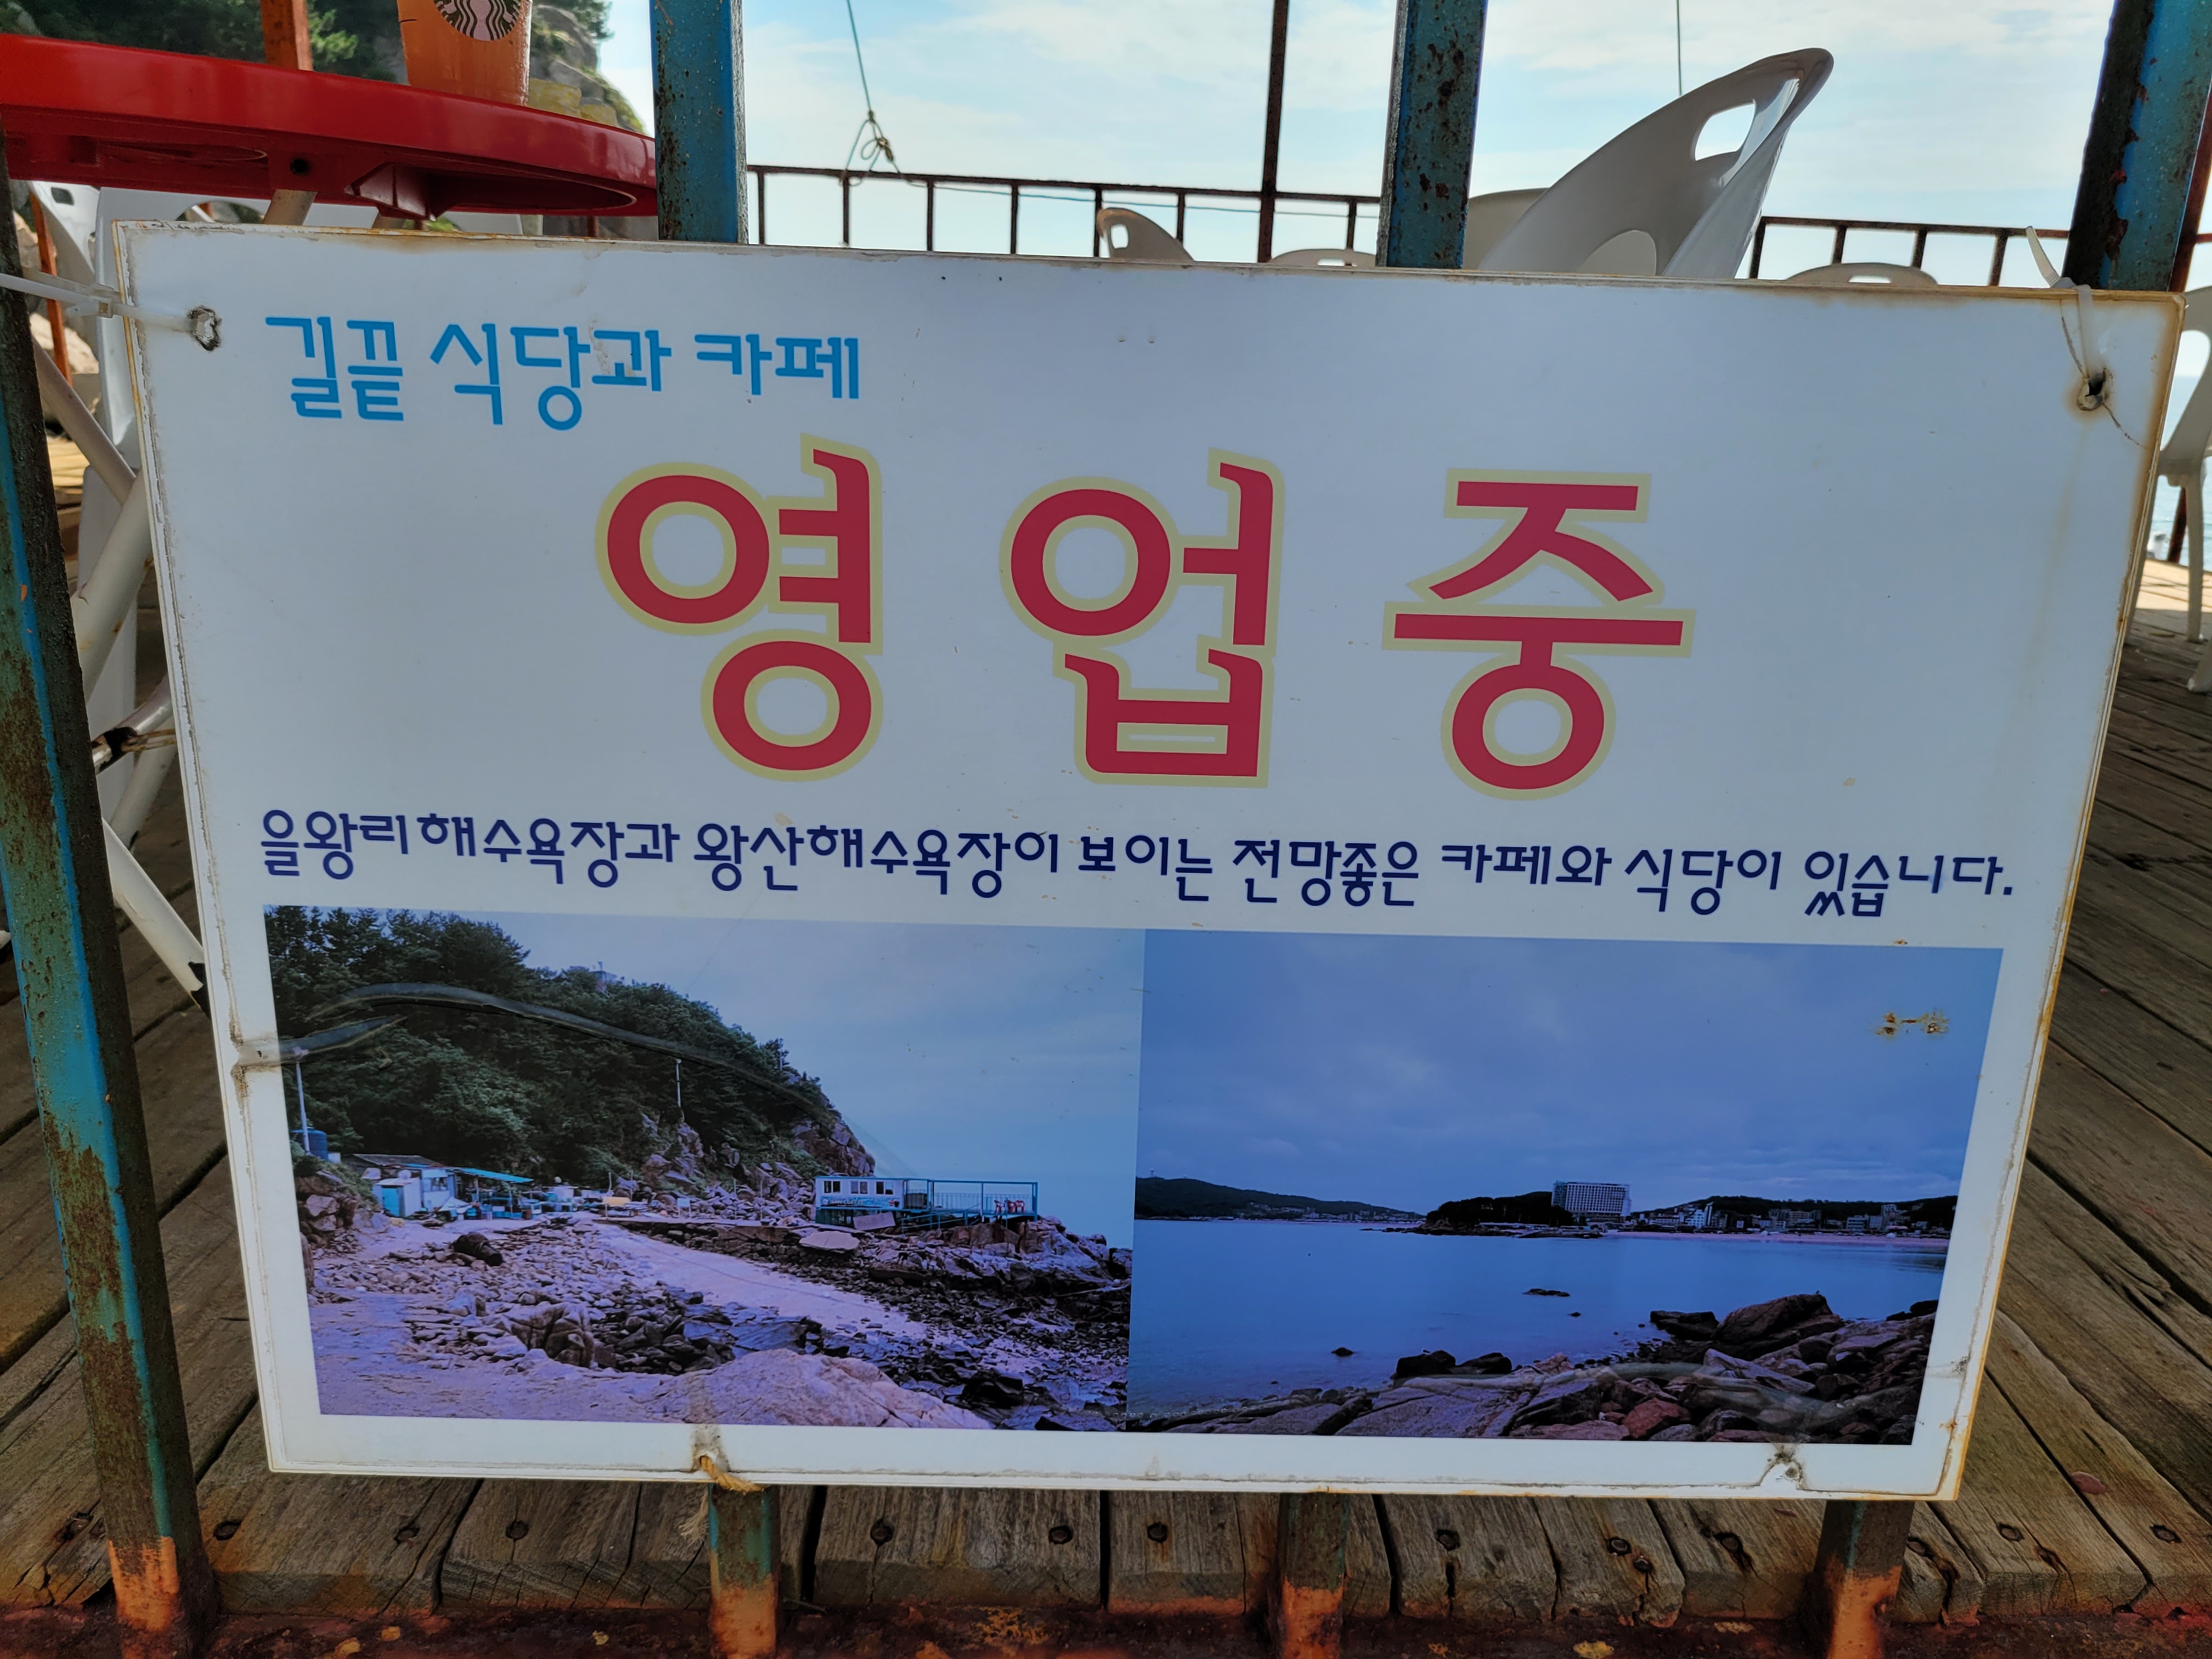 길끝 식당과 카페
영업중
을왕리해수욕장과 왕산해수욕장이 보이는 전망좋은 카페와 식당이 있습니다.